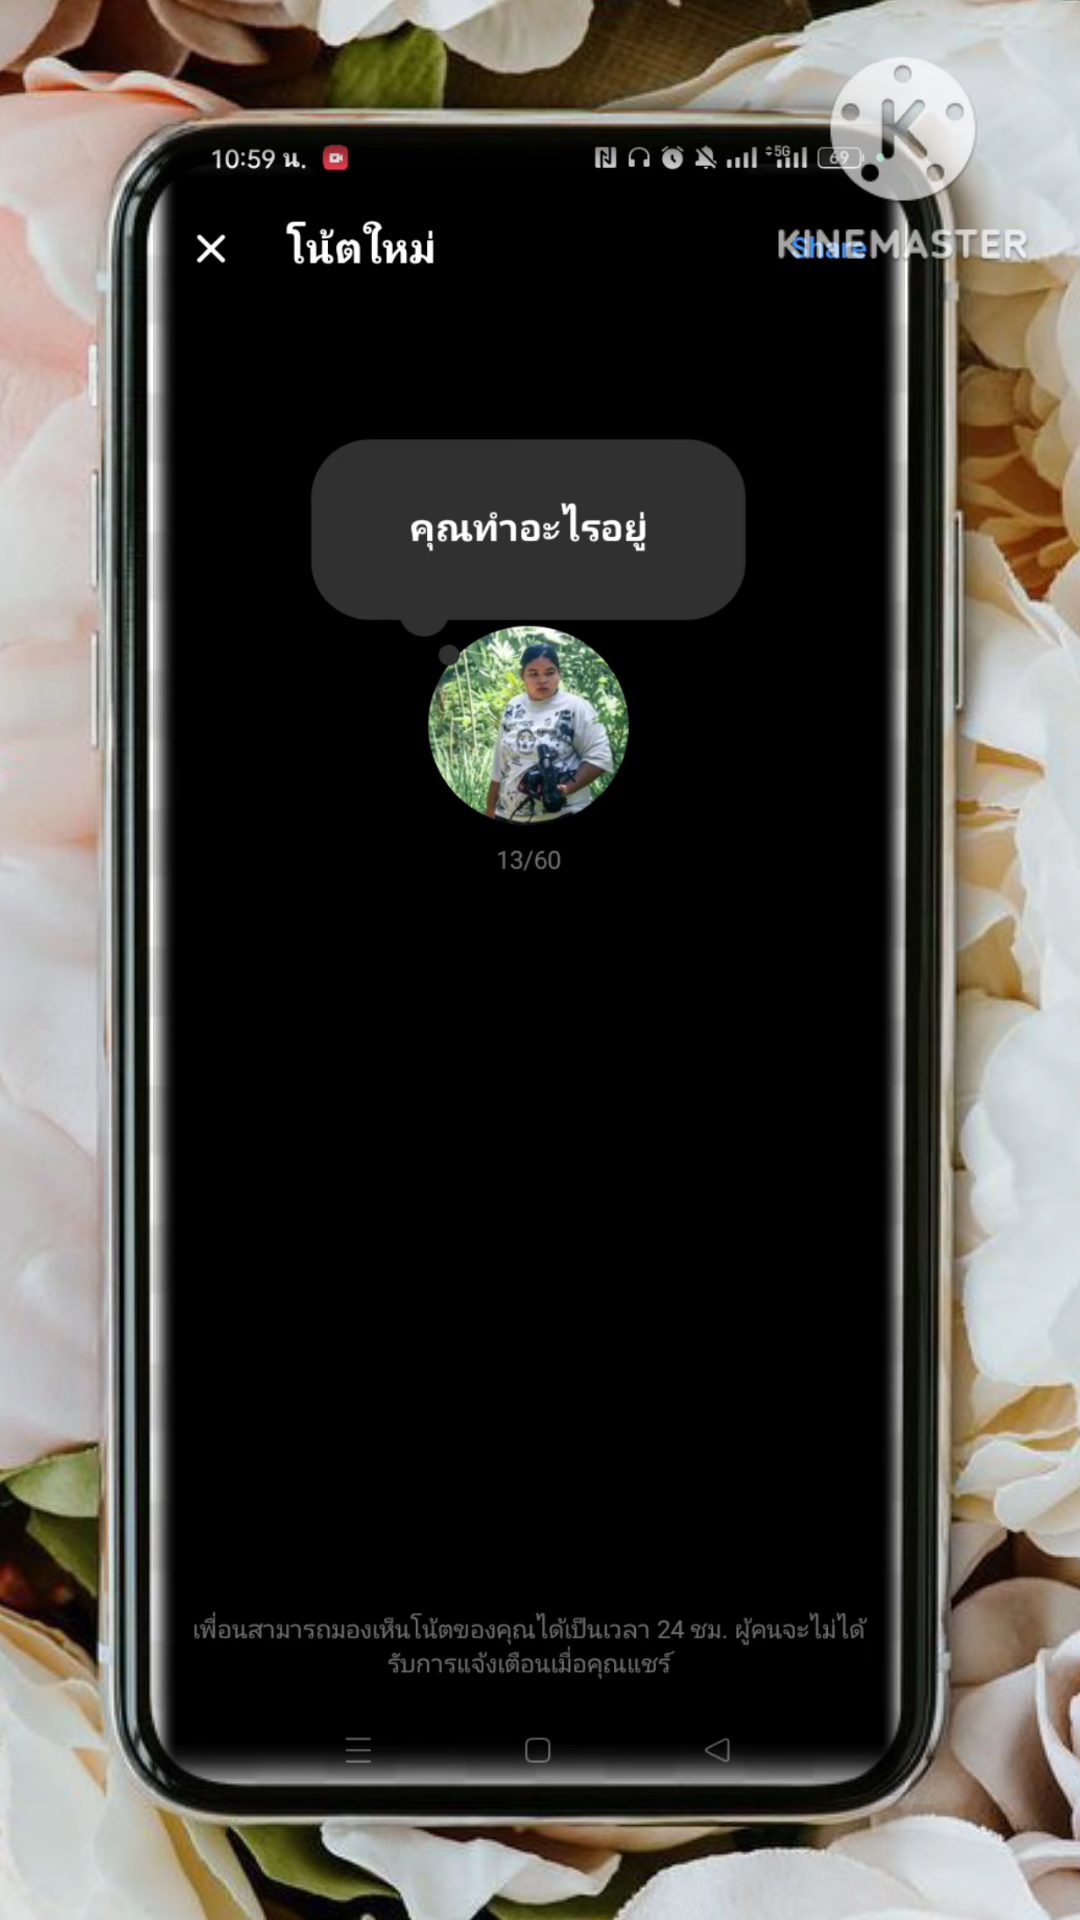 10:59 น.
5G
69
K
KINEMASTER
โน้ตใหม่
Share
คุณทำอะไรอยู่
13/60
เพื่อนสามารถมองเห็นโน้ตของคุณได้เป็นเวลา 24 ชม. ผู้คนจะไม่ได้
รับการแจ้งเตือนเมื่อคุณแชร์